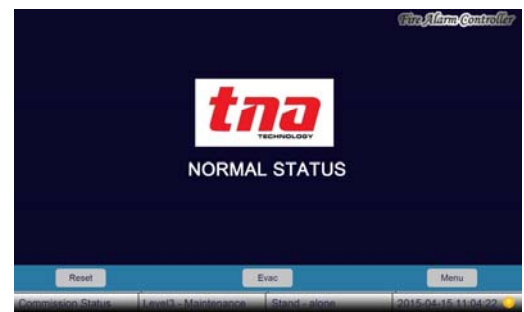 Fire Alarm Controller
tna
TECHNOLOGY
NORMAL STATUS
Reset Evac Menu
Commission Status Level3 - Maintenance Stand - alone 2015-04-15 11:04:22